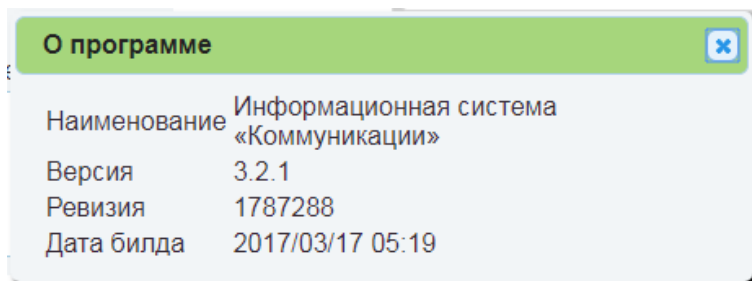 О программе
Наименование Информационная система
«Коммуникации»
Версия 3.2.1
Ревизия 1787288
Дата билда 2017/03/17 05:19